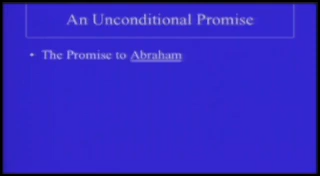 An Unconditional Promise
• The Promise to Abraham